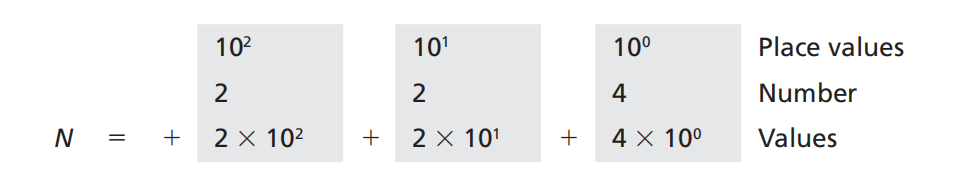 10² 10¹ 10⁰ Place values
2 2 4 Number
N = + 2 × 10² + 2 × 10¹ + 4 × 10⁰ Values